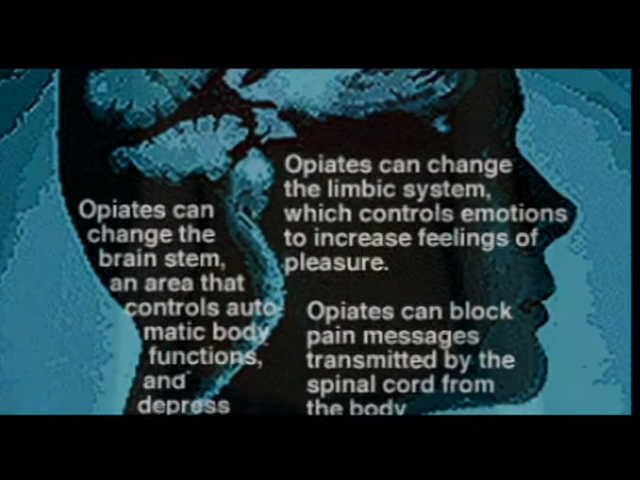 Opiates can change
the limbic system,
which controls emotions
to increase feelings of
pleasure.
Opiates can
change the
brain stem,
an area that
controls auto-
matic body
functions,
and
depress
Opiates can block
pain messages
transmitted by the
spinal cord from
the body